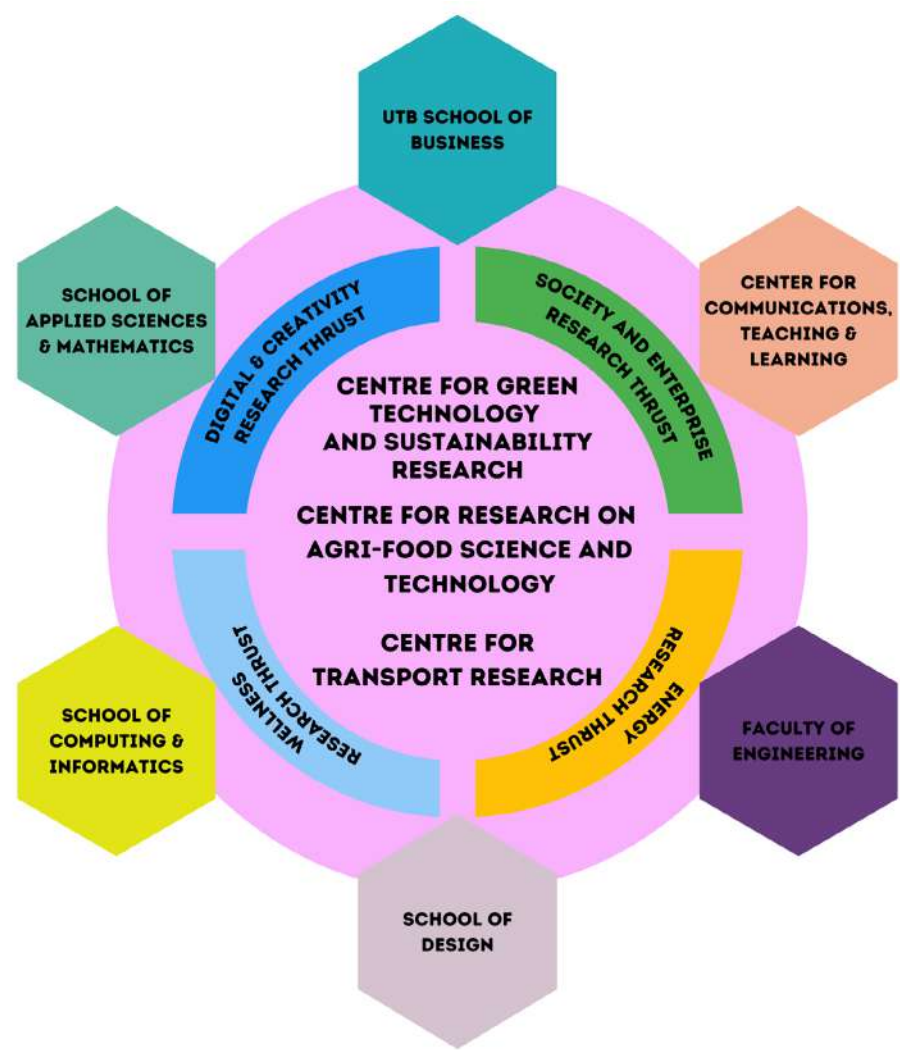 UTB SCHOOL OF
BUSINESS
SCHOOL OF
APPLIED SCIENCES
& MATHEMATICS
CENTER FOR
COMMUNICATIONS,
TEACHING &
LEARNING
DIGITAL & CREATIVITY
RESEARCH THRUST
SOCIETY AND ENTERPRISE
RESEARCH THRUST
CENTRE FOR GREEN
TECHNOLOGY
AND SUSTAINABILITY
RESEARCH
CENTRE FOR RESEARCH ON
AGRI-FOOD SCIENCE AND
TECHNOLOGY
CENTRE FOR
TRANSPORT RESEARCH
WELLNESS
RESEARCH THRUST
ENERGY
RESEARCH THRUST
SCHOOL OF
COMPUTING &
INFORMATICS
FACULTY OF
ENGINEERING
SCHOOL OF
DESIGN